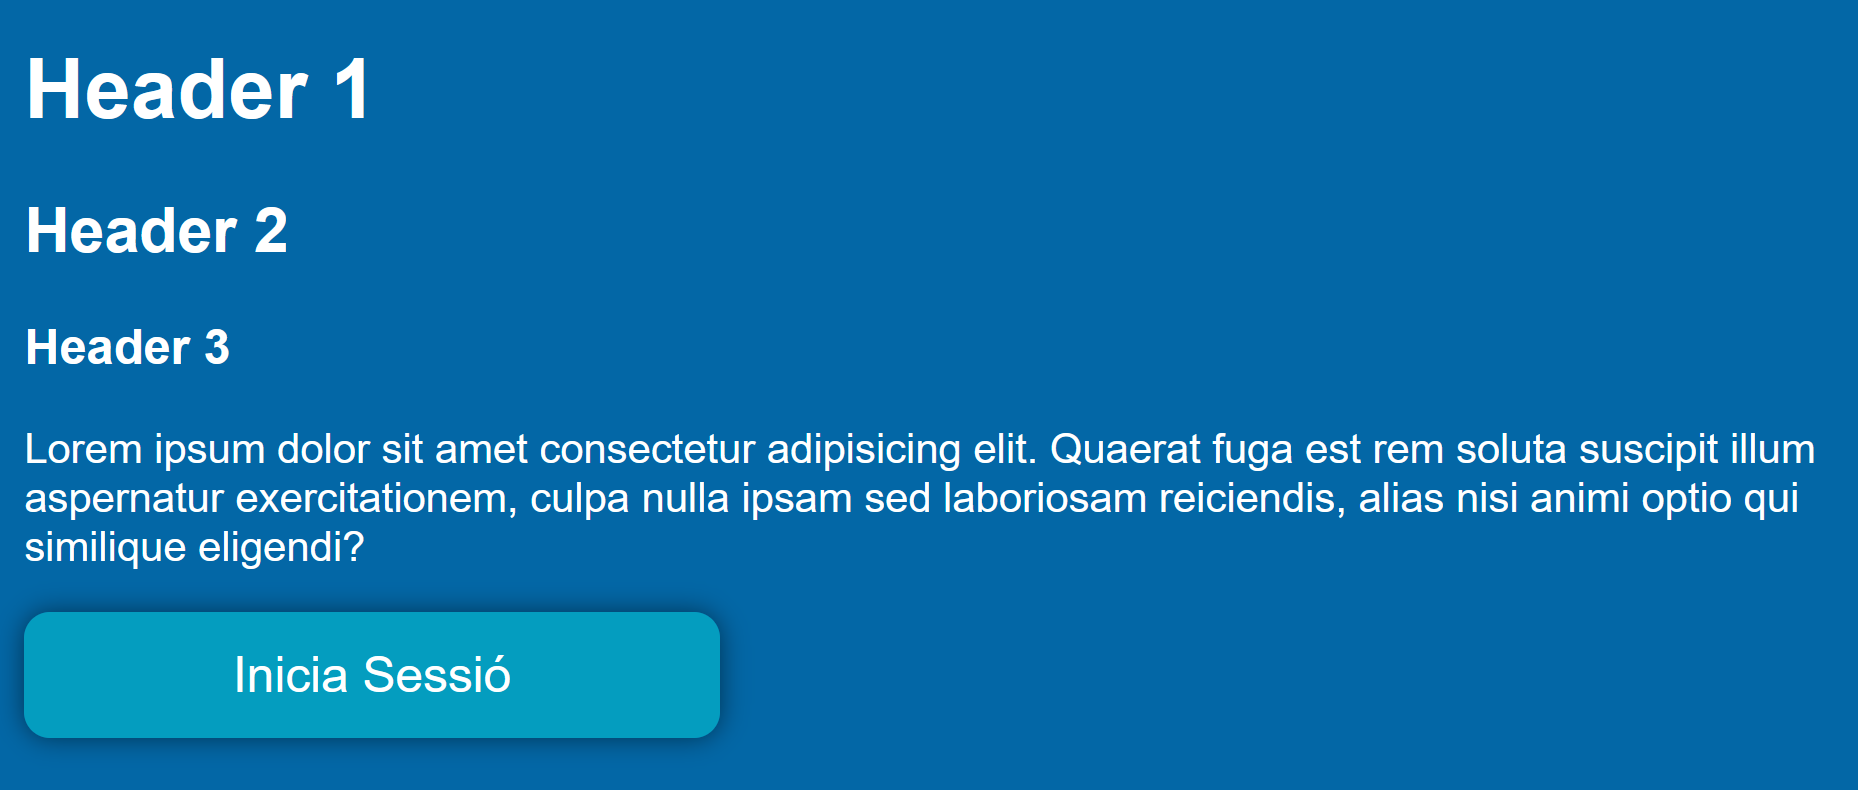 Header 1
Header 2
Header 3
Lorem ipsum dolor sit amet consectetur adipisicing elit. Quaerat fuga est rem soluta suscipit illum
aspernatur exercitationem, culpa nulla ipsam sed laboriosam reiciendis, alias nisi animi optio qui
similique eligendi?
Inicia Sessió